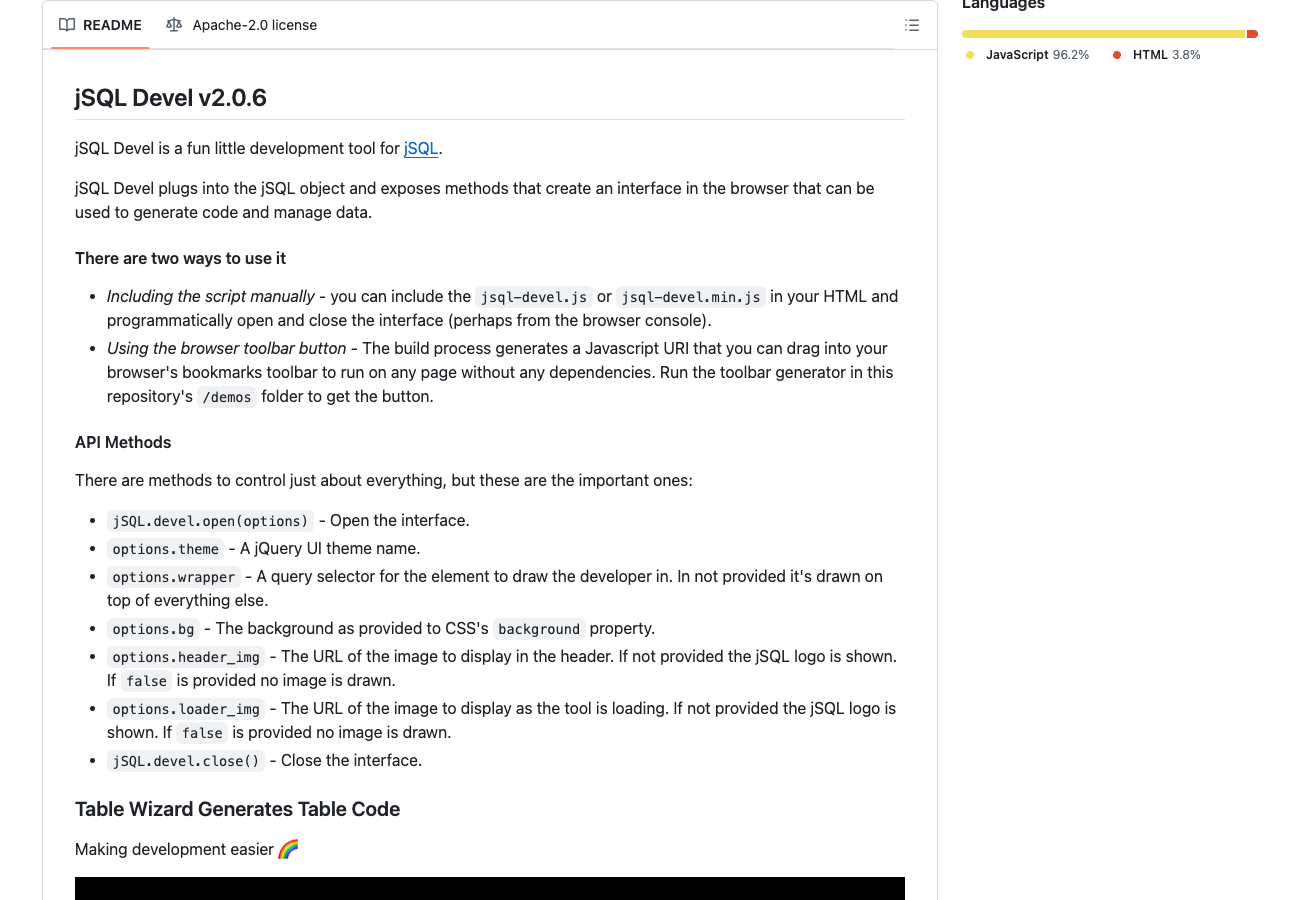 README
Apache-2.0 license
Languages
JavaScript 96.2%
HTML 3.8%
jSQL Devel v2.0.6
jSQL Devel is a fun little development tool for jSQL.
jSQL Devel plugs into the jSQL object and exposes methods that create an interface in the browser that can be
used to generate code and manage data.
There are two ways to use it
• Including the script manually - you can include the jsql-devel.js or jsql-devel.min.js in your HTML and
programmatically open and close the interface (perhaps from the browser console).
• Using the browser toolbar button - The build process generates a Javascript URI that you can drag into your
browser's bookmarks toolbar to run on any page without any dependencies. Run the toolbar generator in this
repository's /demos folder to get the button.
API Methods
There are methods to control just about everything, but these are the important ones:
• jSQL.devel.open(options) - Open the interface.
• options.theme - A jQuery UI theme name.
• options.wrapper - A query selector for the element to draw the developer in. In not provided it's drawn on
top of everything else.
• options.bg - The background as provided to CSS's background property.
• options.header_img - The URL of the image to display in the header. If not provided the jSQL logo is shown.
If false is provided no image is drawn.
• options.loader_img - The URL of the image to display as the tool is loading. If not provided the jSQL logo is
shown. If false is provided no image is drawn.
• jSQL.devel.close() - Close the interface.
Table Wizard Generates Table Code
Making development easier 🌈